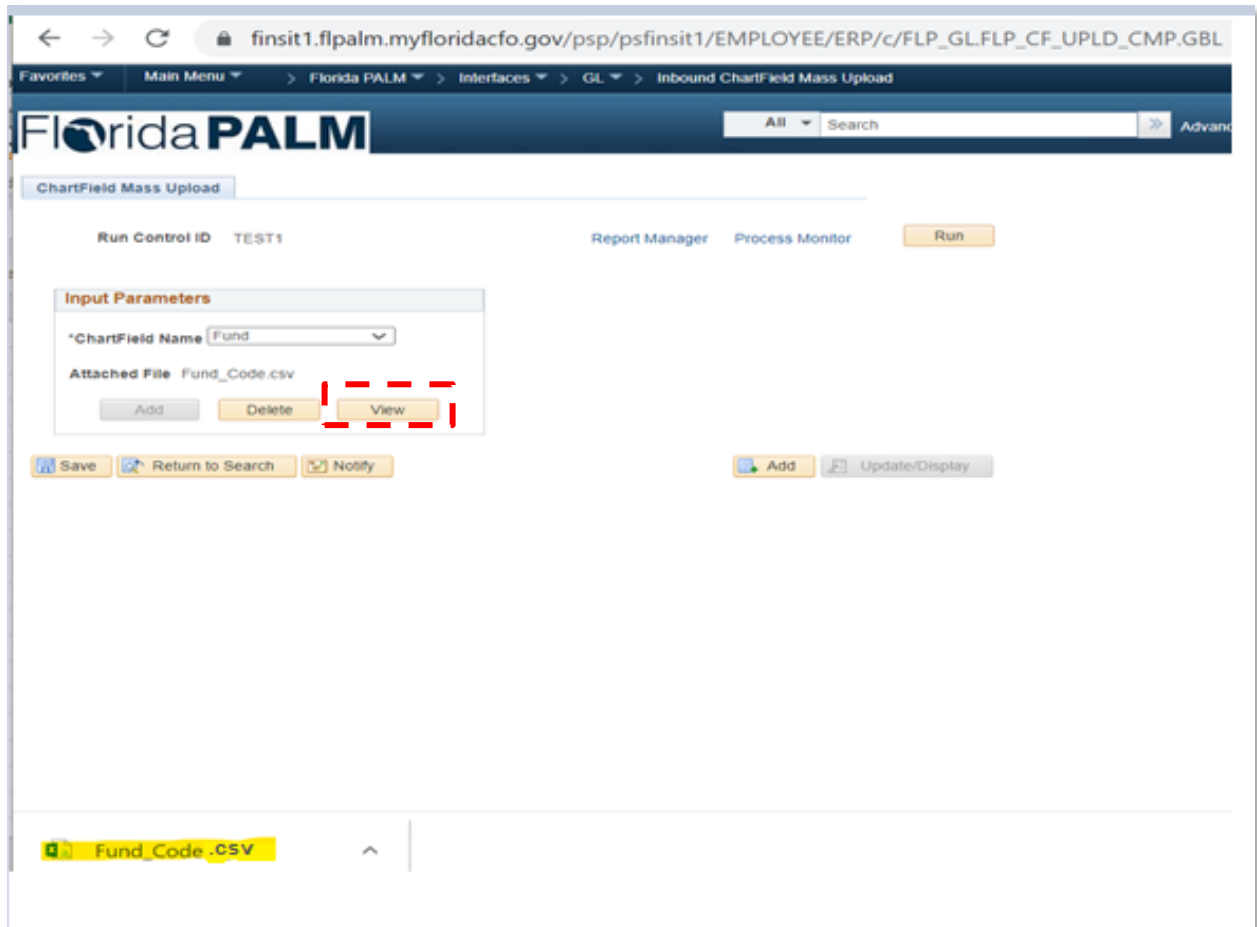 finsit1.flpalm.myfloridacfo.gov/psp/psfinsit1/EMPLOYEE/ERP/c/FLP_GL.FLP_CF_UPLD_CMP.GBL
Favorites Main Menu > Florida PALM > Interfaces > GL > Inbound ChartField Mass Upload
Florida PALM All Search Advanc
ChartField Mass Upload
Run Control ID TEST1 Report Manager Process Monitor Run
Input Parameters
*ChartField Name Fund
Attached File Fund_Code.csv
Add Delete View
Save Return to Search Notify Add Update/Display
Fund_Code.csv